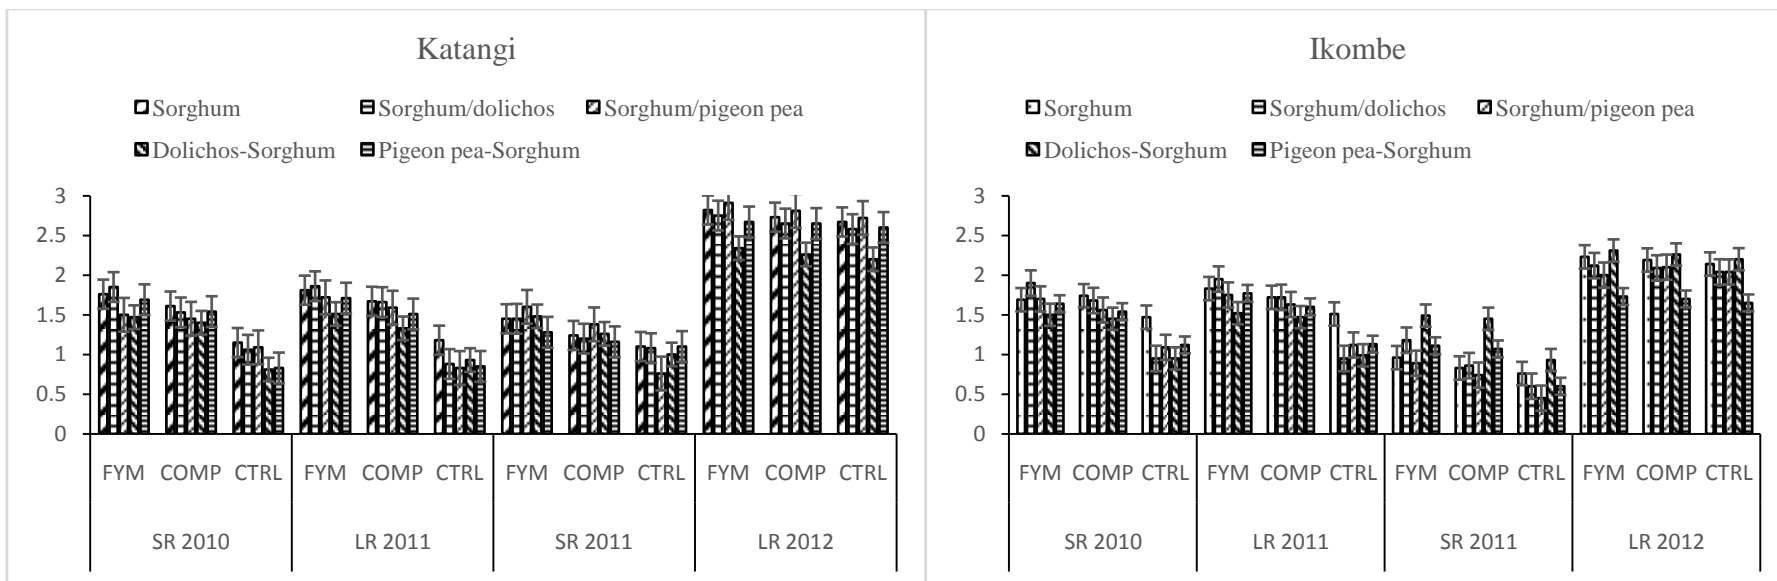 Katangi
Sorghum Sorghum/dolichos Sorghum/pigeon pea
Dolichos-Sorghum Pigeon pea-Sorghum
3
2.5
2
1.5
1
0.5
0
FYM COMP CTRL FYM COMP CTRL FYM COMP CTRL FYM COMP CTRL
SR 2010 LR 2011 SR 2011 LR 2012
Ikombe
Sorghum Sorghum/dolichos Sorghum/pigeon pea
Dolichos-Sorghum Pigeon pea-Sorghum
3
2.5
2
1.5
1
0.5
0
FYM COMP CTRL FYM COMP CTRL FYM COMP CTRL FYM COMP CTRL
SR 2010 LR 2011 SR 2011 LR 2012